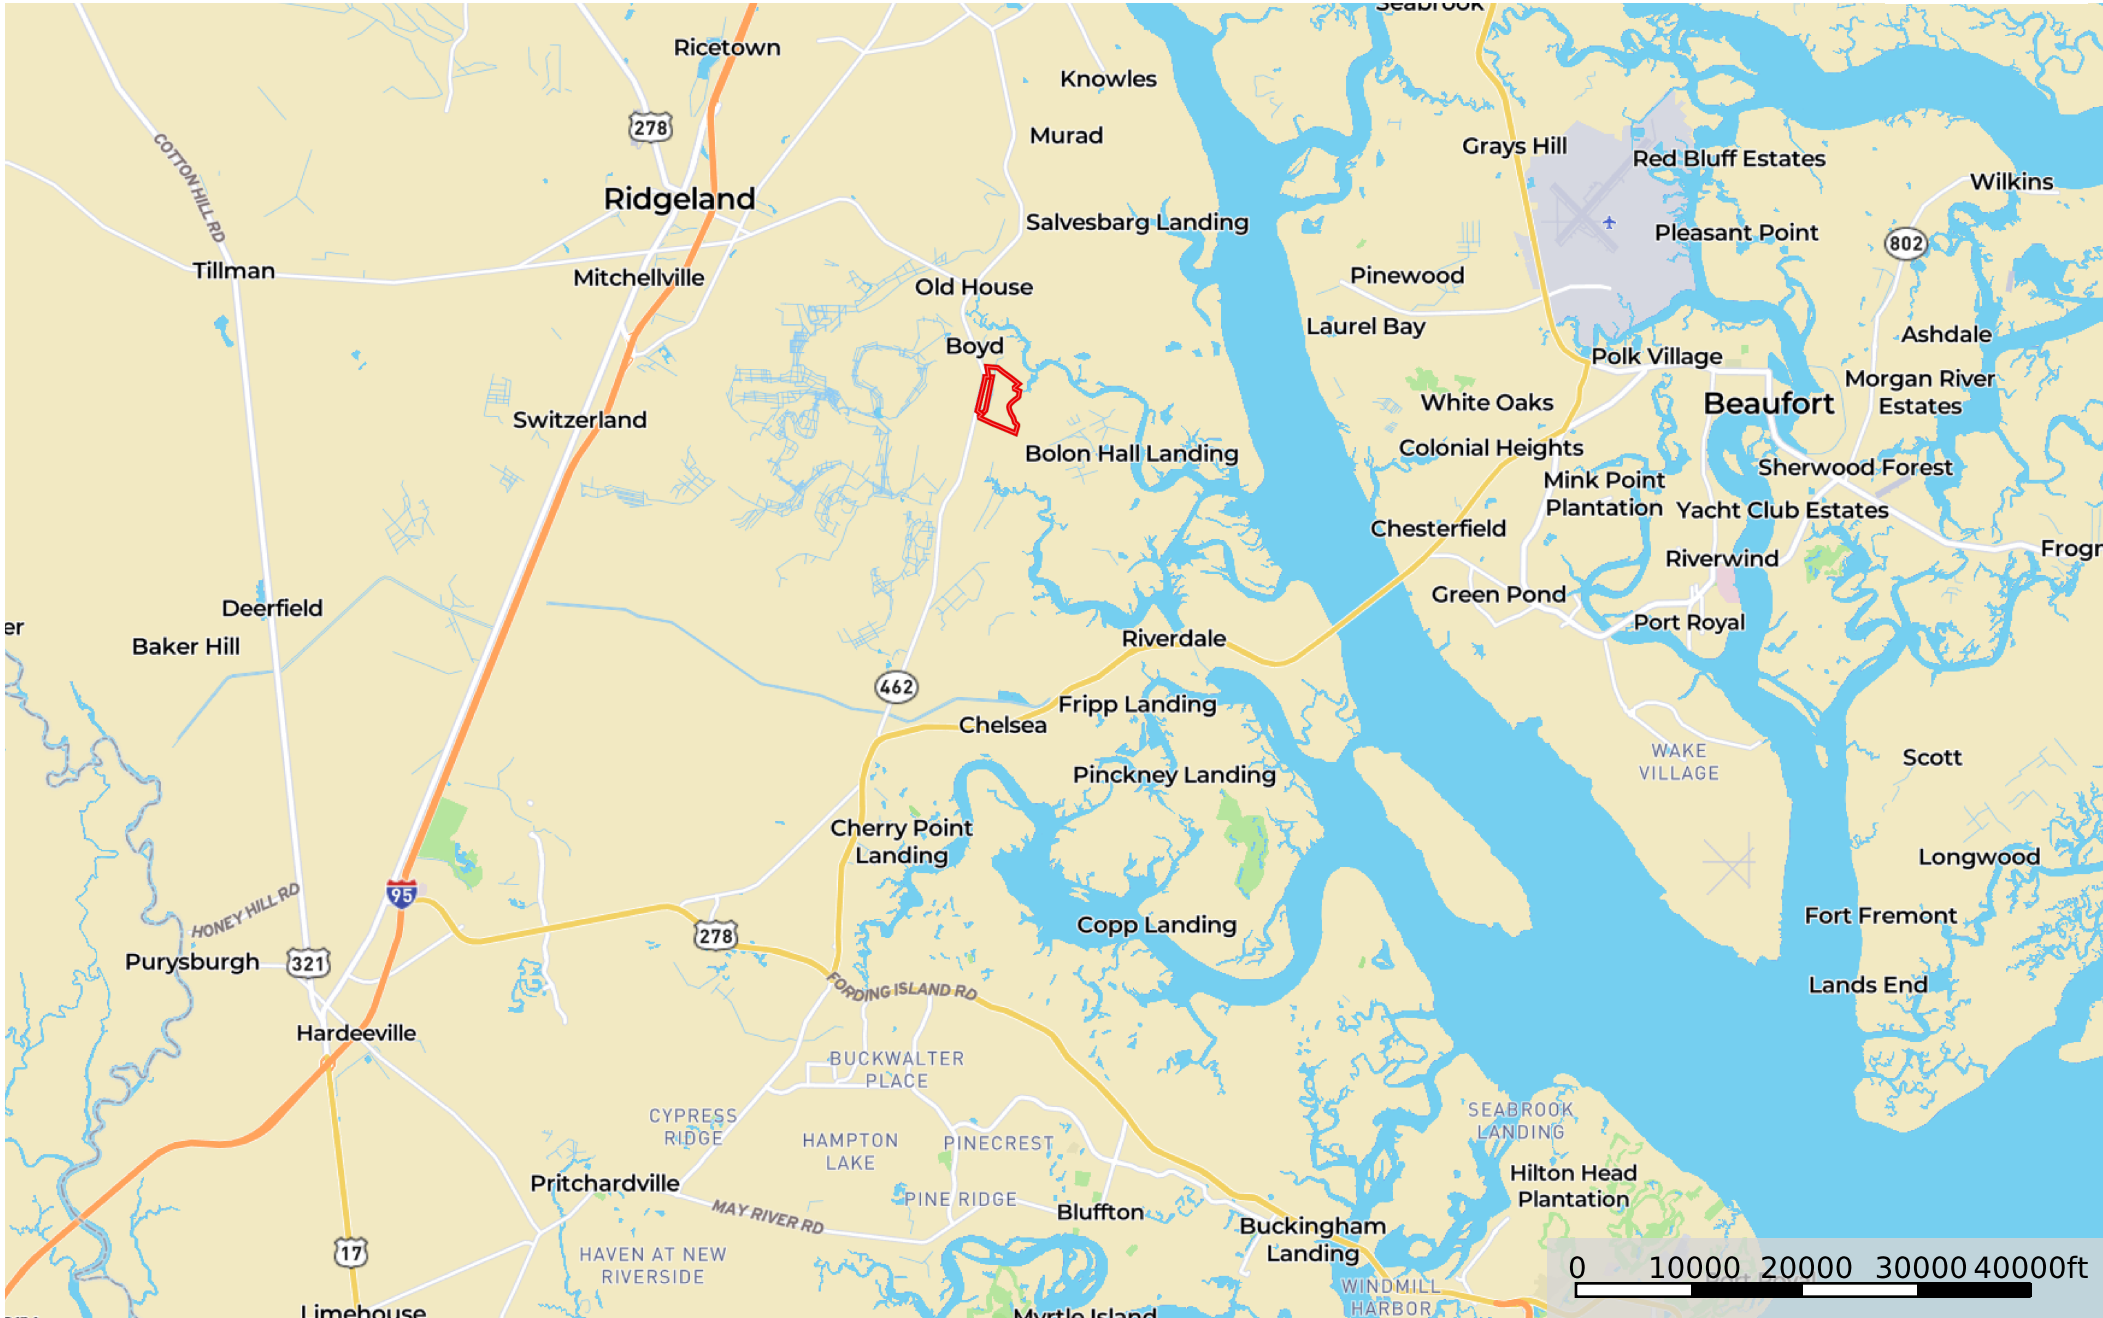 Seabrook
Ricetown
Knowles
278
Murad
Grays Hill
Red Bluff Estates
COTTON HILL RD
Wilkins
Ridgeland
Salvesbarg Landing
Pleasant Point
802
Tillman
Mitchellville
Pinewood
Old House
Laurel Bay
Ashdale
Boyd
Polk Village
Morgan River
Estates
White Oaks
Beaufort
Switzerland
Colonial Heights
Bolon Hall Landing
Sherwood Forest
Mink Point
Plantation
Yacht Club Estates
Chesterfield
Frogr
Riverwind
Green Pond
Deerfield
Port Royal
er
Baker Hill
Riverdale
462
Fripp Landing
Chelsea
WAKE
VILLAGE
Scott
Pinckney Landing
Cherry Point
Landing
Longwood
95
HONEY HILL RD
Fort Fremont
Copp Landing
278
Purysburgh
321
FORDING ISLAND RD
Lands End
Hardeeville
BUCKWALTER
PLACE
CYPRESS
RIDGE
SEABROOK
LANDING
HAMPTON
LAKE
PINECREST
Pritchardville
Hilton Head
Plantation
PINE RIDGE
MAY RIVER RD
Bluffton
Buckingham
Landing
17
HAVEN AT NEW
RIVERSIDE
0 10000 20000 30000 40000ft
WINDMILL
HARBOR
Limehouse
Myrtle Island